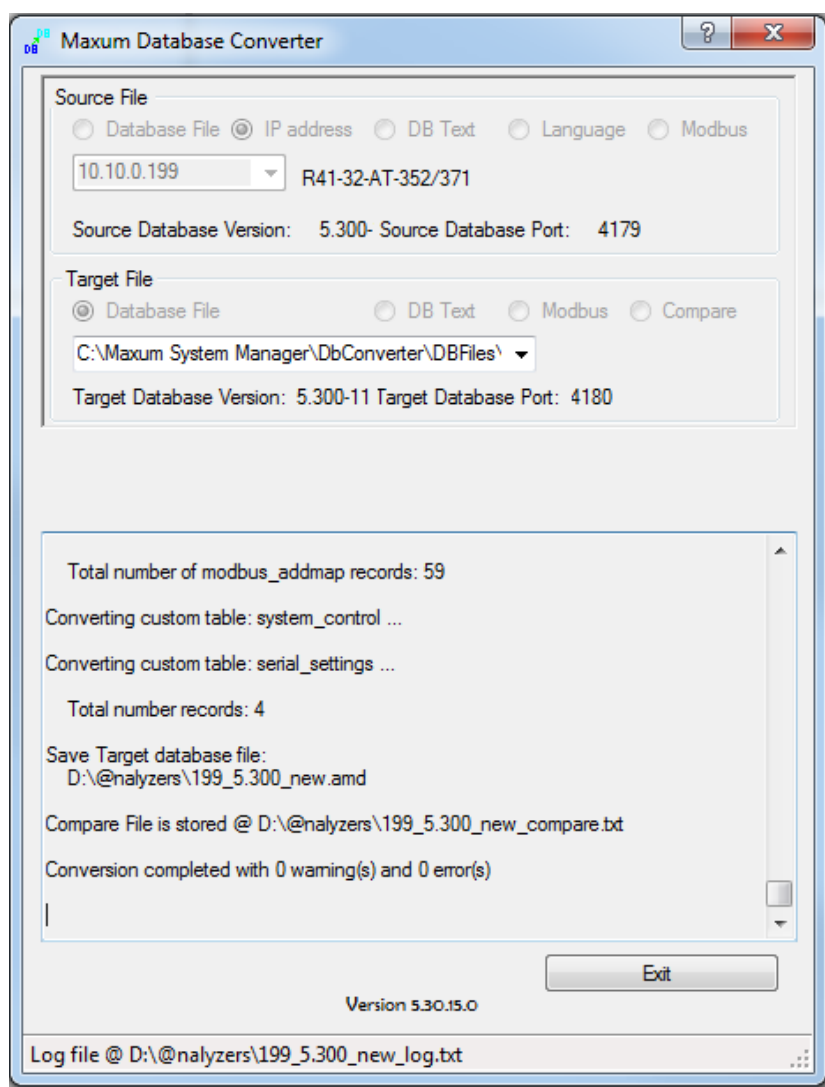 DB DB Maxum Database Converter
Source File
Database File IP address DB Text Language Modbus
10.10.0.199 R41-32-AT-352/371
Source Database Version: 5.300- Source Database Port: 4179
Target File
Database File DB Text Modbus Compare
C:\Maxum System Manager\DbConverter\DBFiles\
Target Database Version: 5.300-11 Target Database Port: 4180
Total number of modbus_addmap records: 59
Converting custom table: system_control ...
Converting custom table: serial_settings ...
Total number records: 4
Save Target database file:
D:\@nalyzers\199_5.300_new.amd
Compare File is stored @ D:\@nalyzers\199_5.300_new_compare.txt
Conversion completed with 0 warning(s) and 0 error(s)
Exit
Version 5.30.15.0
Log file @ D:\@nalyzers\199_5.300_new_log.txt